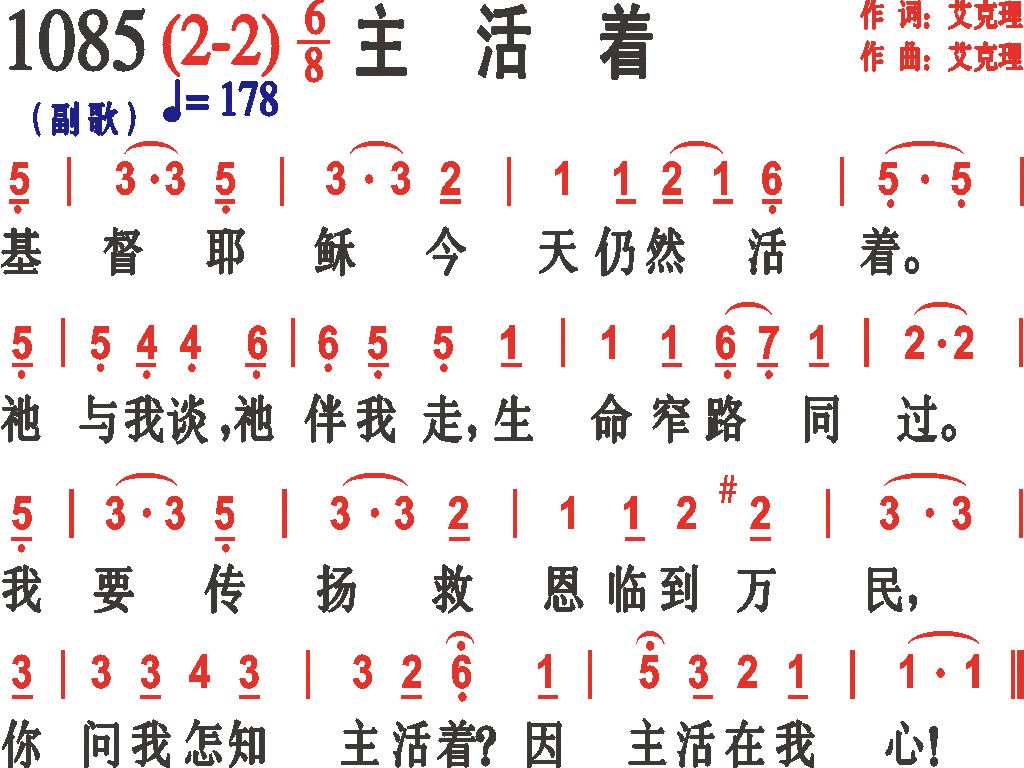 1085 (2-2) 6/8 主 活 着
作 词：艾克理
作 曲：艾克理
（副 歌） ♩= 178
5 | 3 · 3 5 | 3 · 3 2 | 1 1 2 1 6 | 5 · 5 |
基 督 耶 稣 今 天 仍 然 活 着。
5 | 5 4 4 6 | 6 5 5 1 | 1 1 6 7 1 | 2 · 2 |
祂 与 我 谈，祂 伴 我 走，生 命 窄 路 同 过。
5 | 3 · 3 5 | 3 · 3 2 | 1 1 2 #2 | 3 · 3 |
我 要 传 扬 救 恩 临 到 万 民，
3 | 3 3 4 3 | 3 2 6 1 | 5 3 2 1 | 1 · 1 ‖
你 问 我 怎 知 主 活 着？因 主 活 在 我 心！